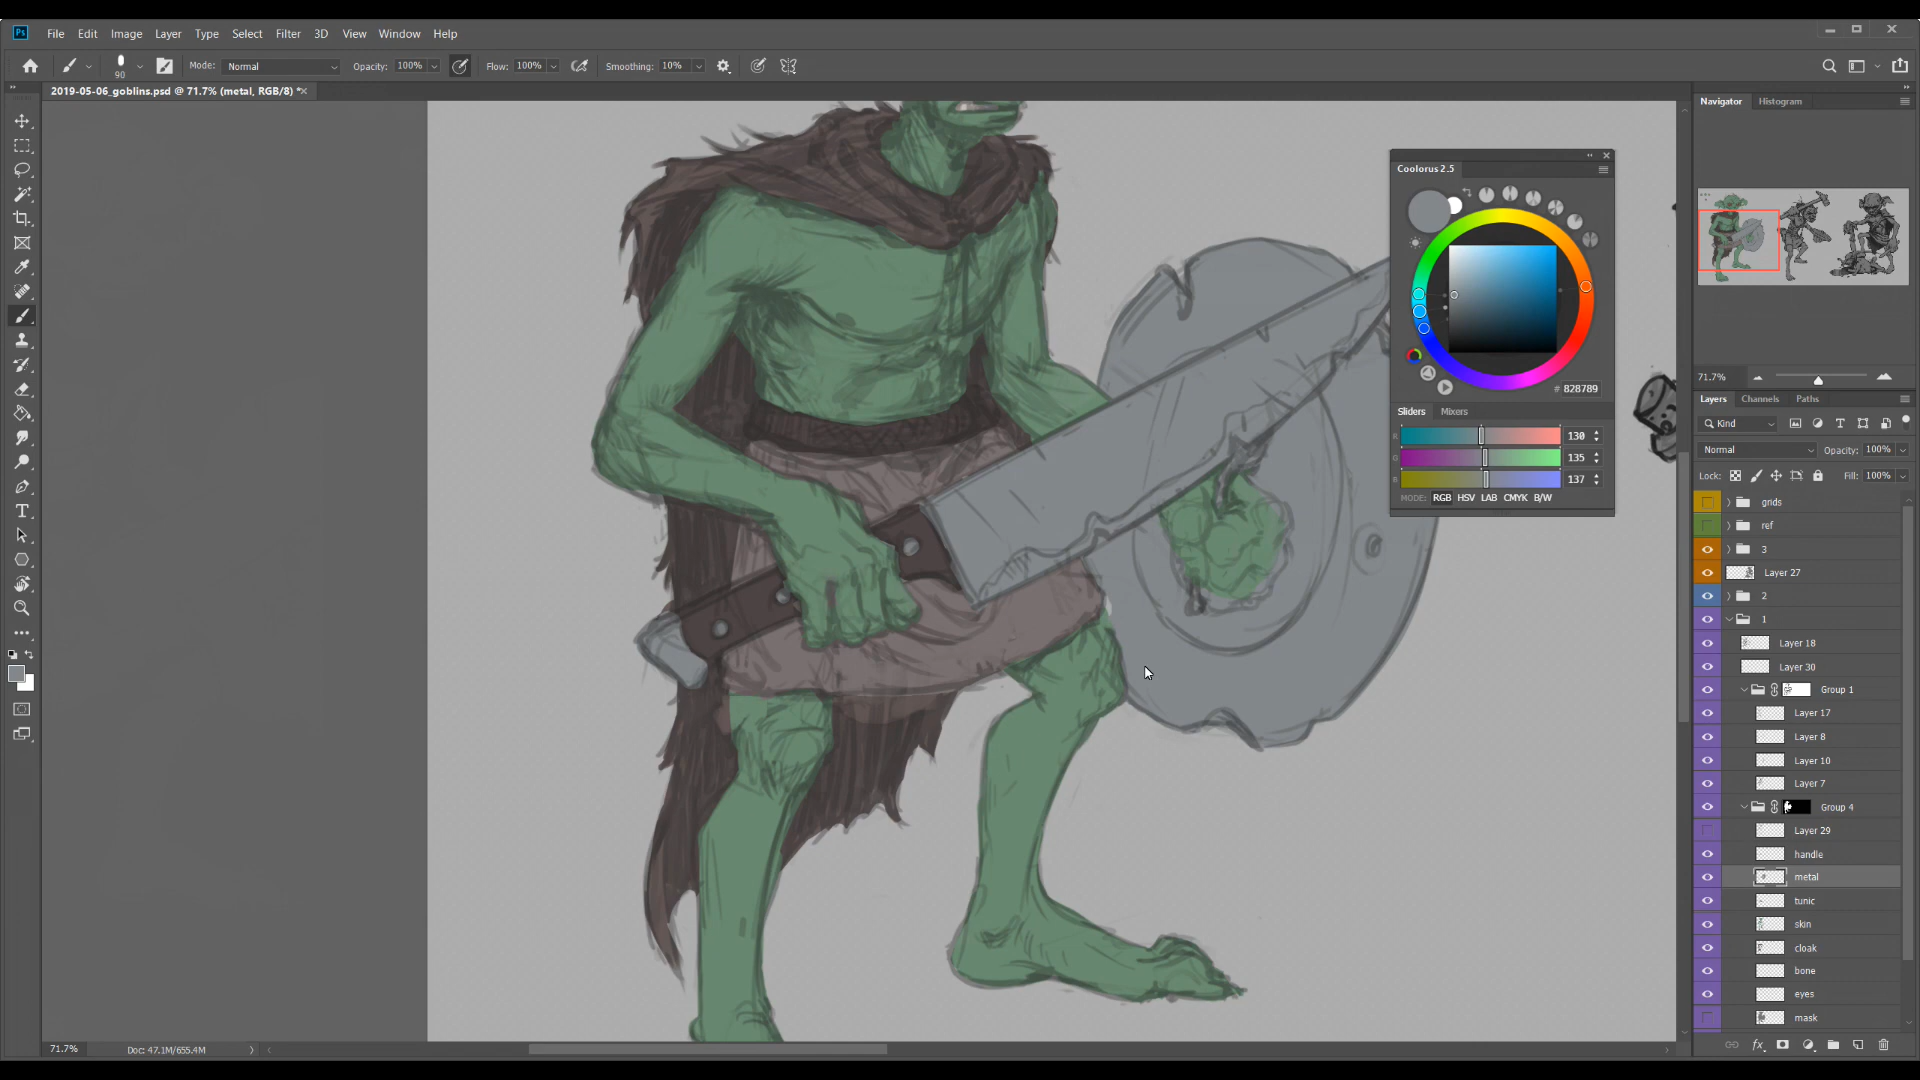 Ps File Edit Image Layer Type Select Filter 3D View Window Help
90 Mode: Normal Opacity: 100% Flow: 100% Smoothing: 10%
2019-05-06_goblins.psd @ 71.7% (metal, RGB/8) *
Navigator Histogram
Coolorus 2.5
# 828789
Sliders Mixers
R 130
G 135
B 137
MODE: RGB HSV LAB CMYK B/W
71.7%
Layers Channels Paths
Kind
Normal Opacity: 100%
Lock: Fill: 100%
grids
ref
3
Layer 27
2
1
Layer 18
Layer 30
Group 1
Layer 17
Layer 8
Layer 10
Layer 7
Group 4
Layer 29
handle
metal
tunic
skin
cloak
bone
eyes
mask
fx
71.7% Doc: 47.1M/655.4M